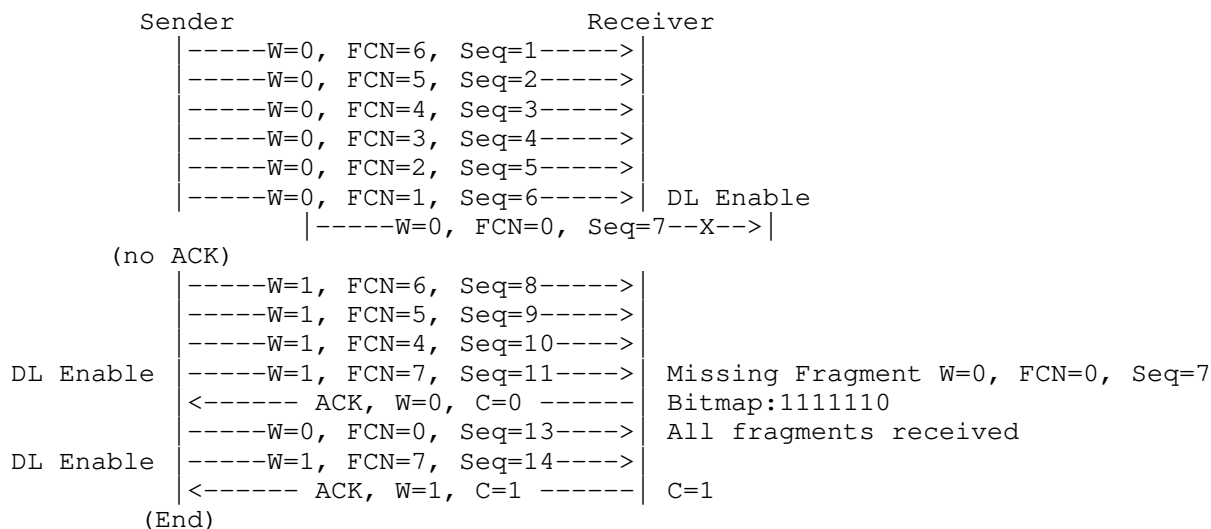 Sender                      Receiver
          |-----W=0, FCN=6, Seq=1----->|
          |-----W=0, FCN=5, Seq=2----->|
          |-----W=0, FCN=4, Seq=3----->|
          |-----W=0, FCN=3, Seq=4----->|
          |-----W=0, FCN=2, Seq=5----->|
          |-----W=0, FCN=1, Seq=6----->| DL Enable
                  |-----W=0, FCN=0, Seq=7--X-->|
      (no ACK)
          |-----W=1, FCN=6, Seq=8----->|
          |-----W=1, FCN=5, Seq=9----->|
          |-----W=1, FCN=4, Seq=10---->|
DL Enable |-----W=1, FCN=7, Seq=11---->| Missing Fragment W=0, FCN=0, Seq=7
          |<------ ACK, W=0, C=0 ------| Bitmap:1111110
          |-----W=0, FCN=0, Seq=13---->| All fragments received
DL Enable |-----W=1, FCN=7, Seq=14---->|
          |<------ ACK, W=1, C=1 ------| C=1
        (End)